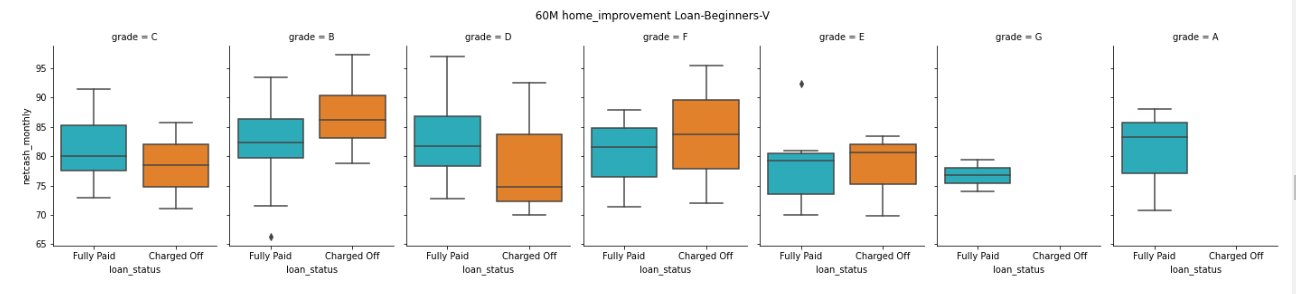 60M home_improvement Loan-Beginners-V
grade = C
grade = B
grade = D
grade = F
grade = E
grade = G
grade = A
netcash_monthly
95
90
85
80
75
70
65
Fully Paid Charged Off
loan_status
Fully Paid Charged Off
loan_status
Fully Paid Charged Off
loan_status
Fully Paid Charged Off
loan_status
Fully Paid Charged Off
loan_status
Fully Paid Charged Off
loan_status
Fully Paid Charged Off
loan_status